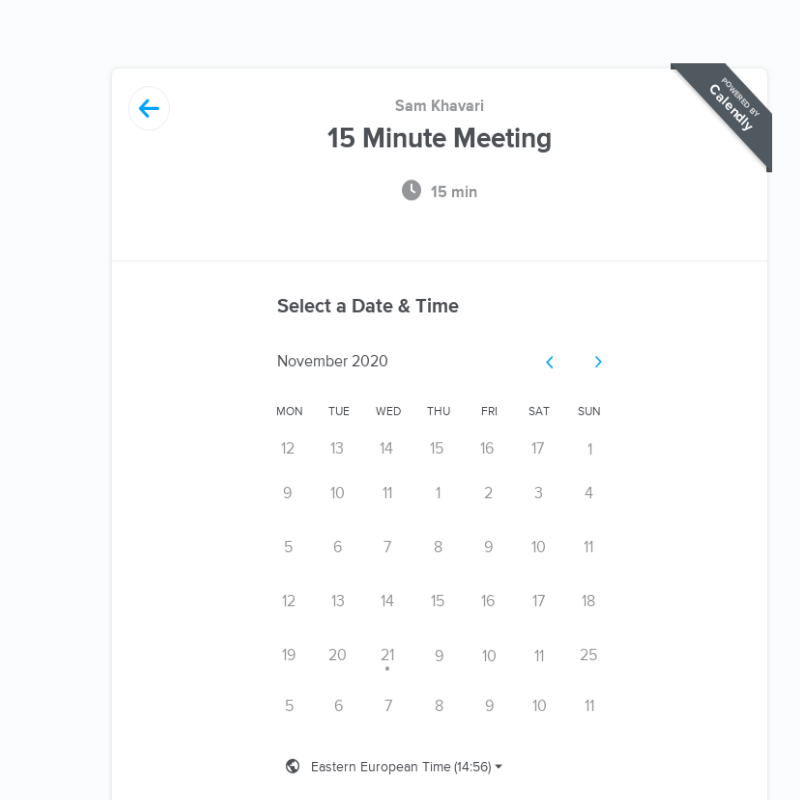 POWERED BY
Calendly
Sam Khavari
15 Minute Meeting
15 min
Select a Date & Time
November 2020
MON TUE WED THU FRI SAT SUN
12 13 14 15 16 17 1
9 10 11 1 2 3 4
5 6 7 8 9 10 11
12 13 14 15 16 17 18
19 20 21 9 10 11 25
5 6 7 8 9 10 11
Eastern European Time (14:56)